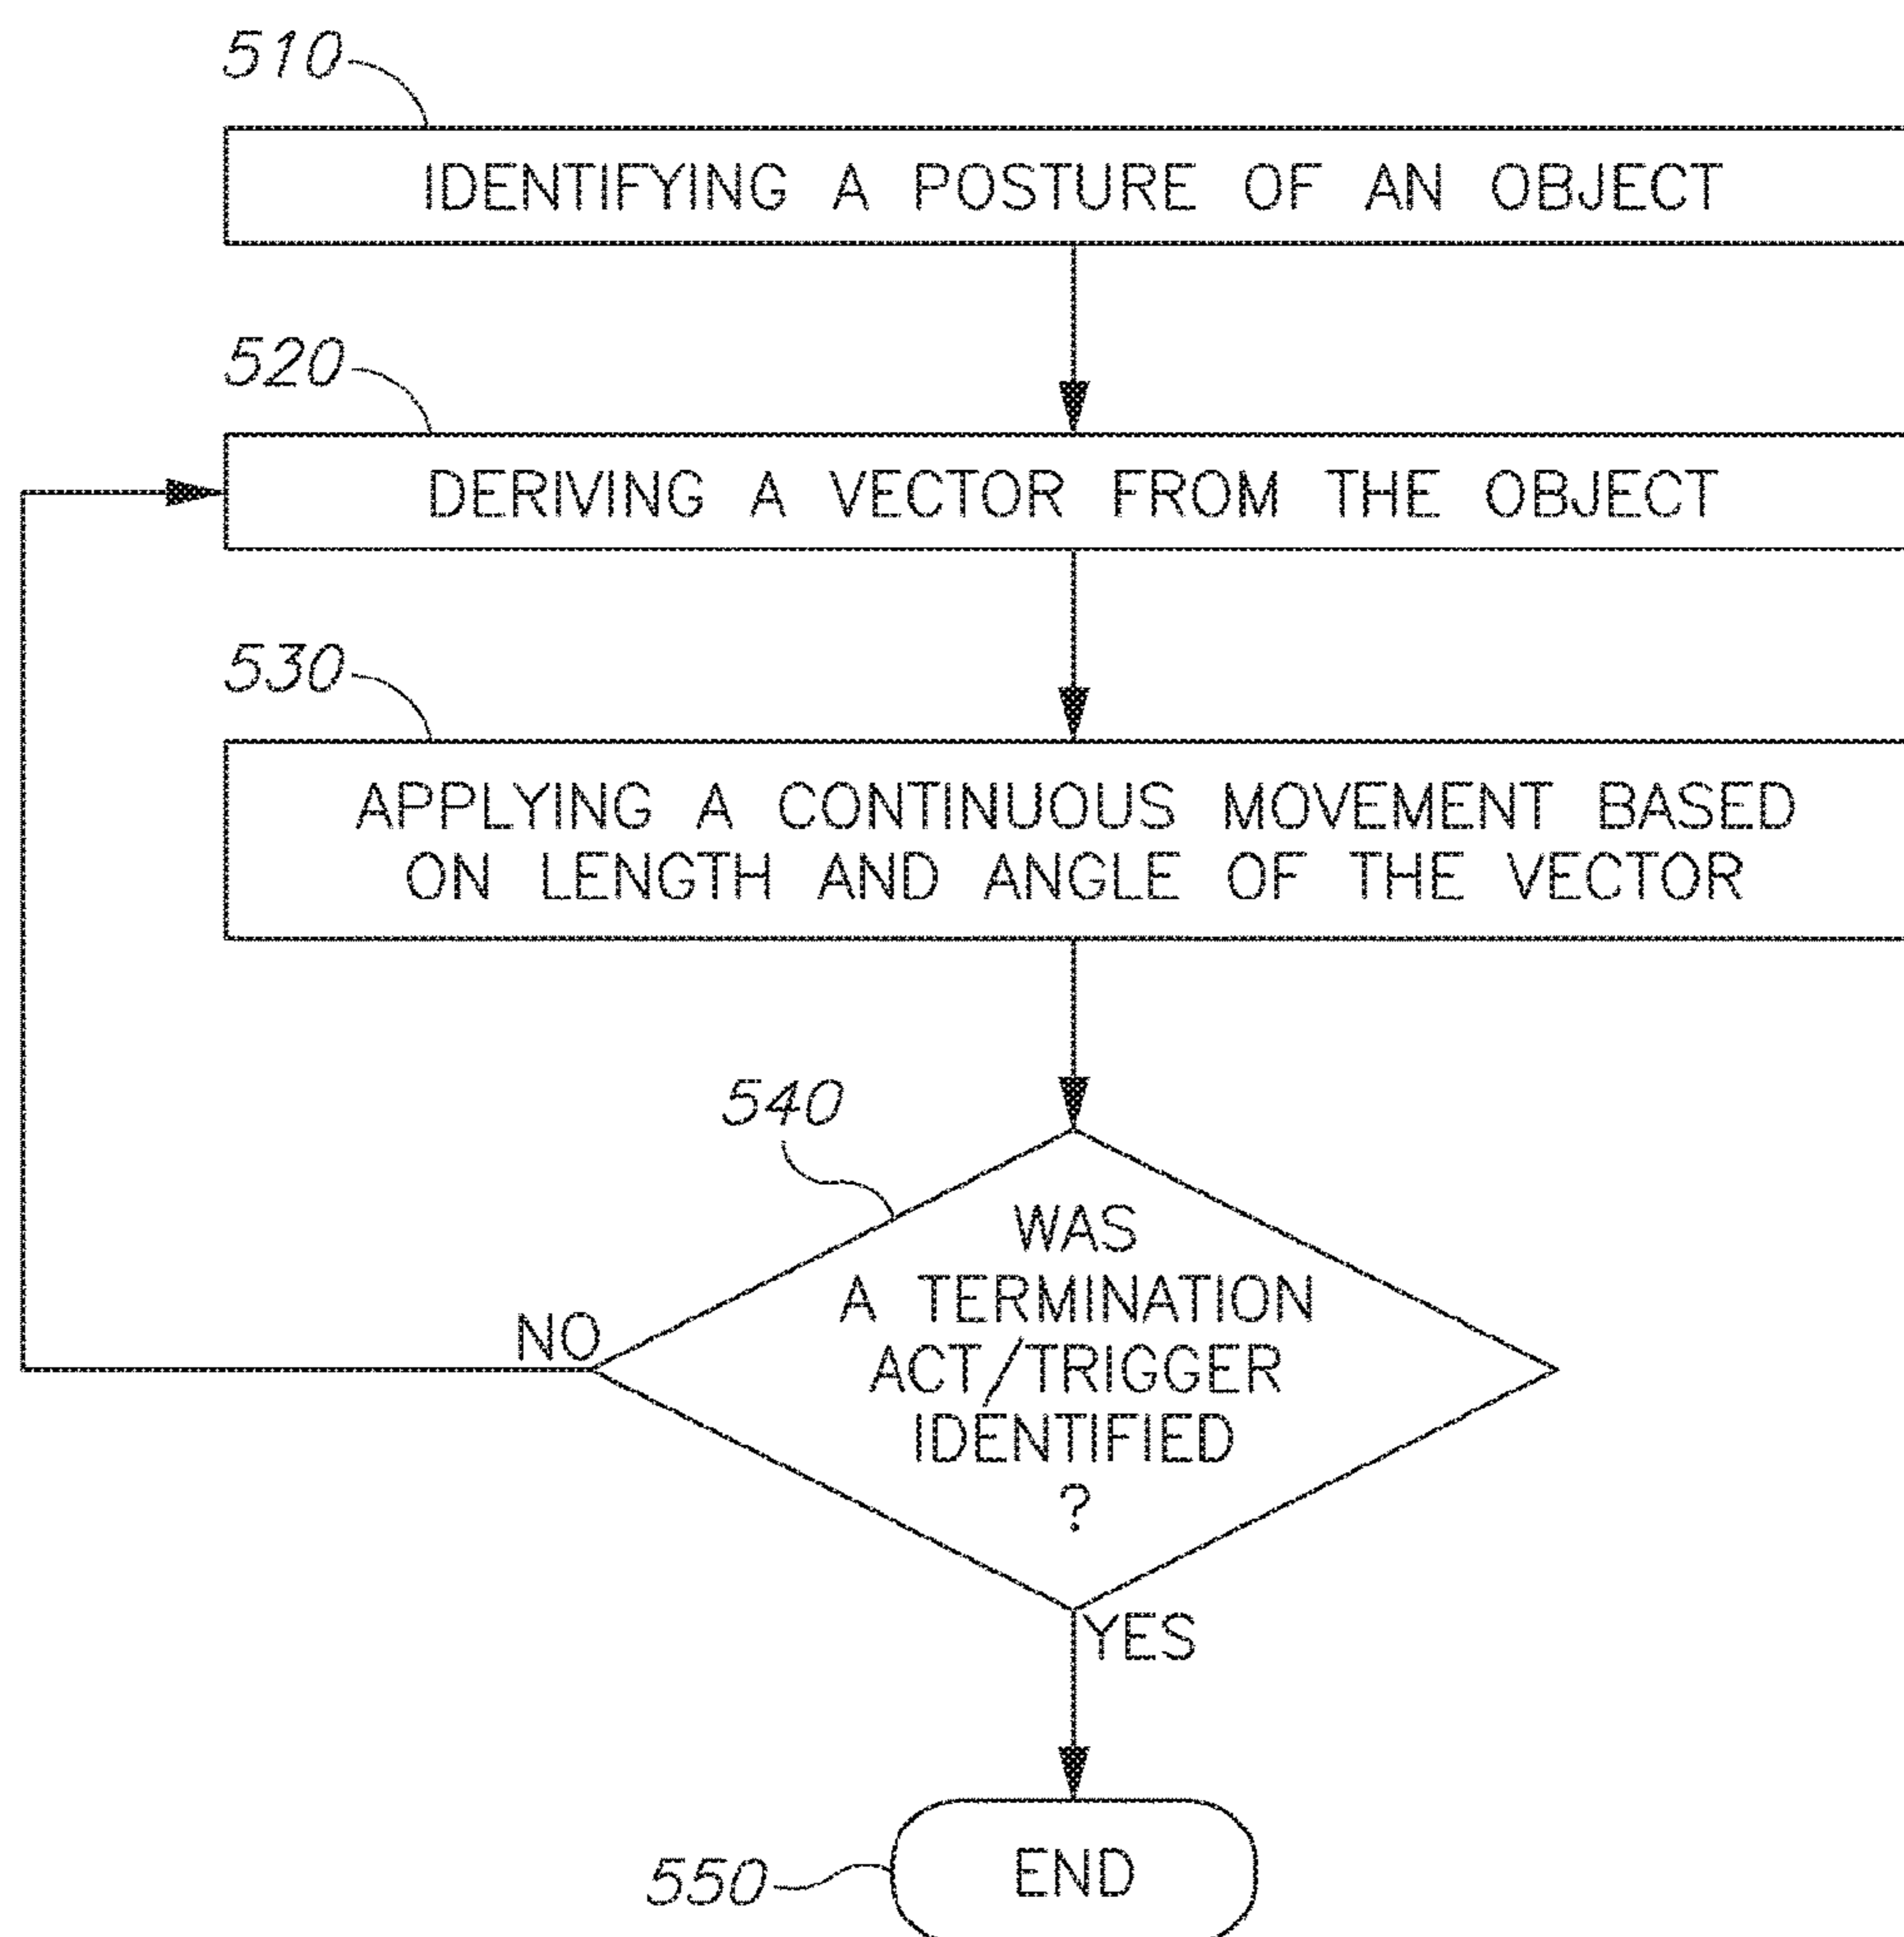 510
IDENTIFYING A POSTURE OF AN OBJECT
520
DERIVING A VECTOR FROM THE OBJECT
530
APPLYING A CONTINUOUS MOVEMENT BASED
ON LENGTH AND ANGLE OF THE VECTOR
540
WAS
A TERMINATION
ACT/TRIGGER
IDENTIFIED
?
NO
YES
550
END